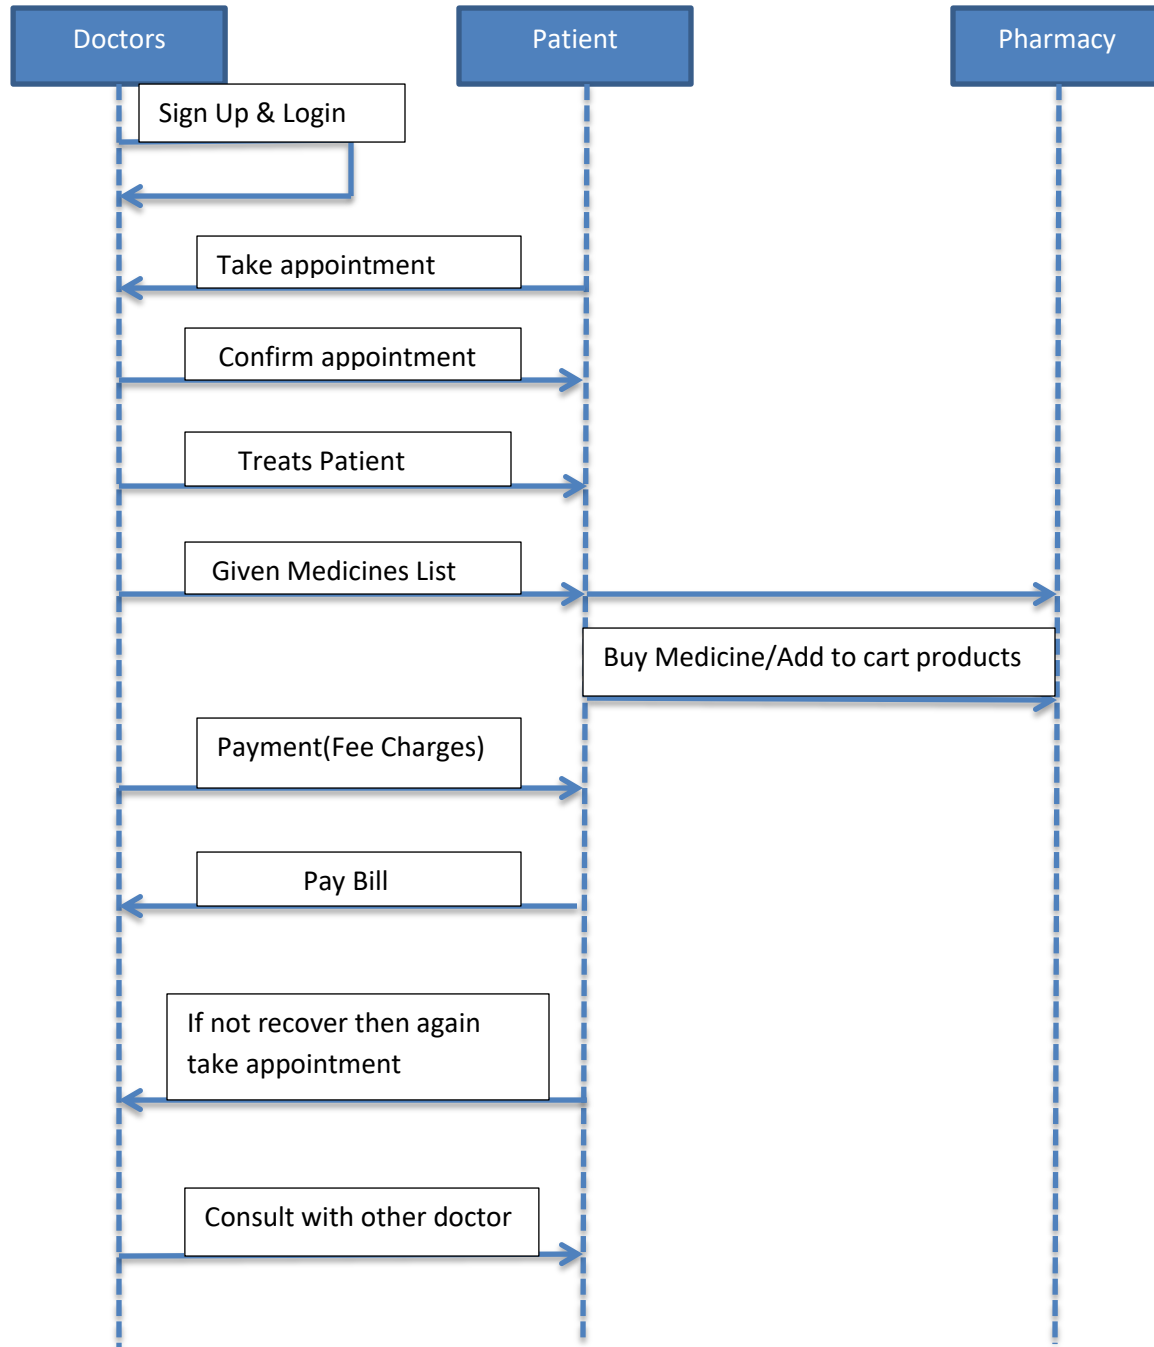 Doctors
Patient
Pharmacy
Sign Up & Login
Take appointment
Confirm appointment
Treats Patient
Given Medicines List
Buy Medicine/Add to cart products
Payment(Fee Charges)
Pay Bill
If not recover then again
take appointment
Consult with other doctor